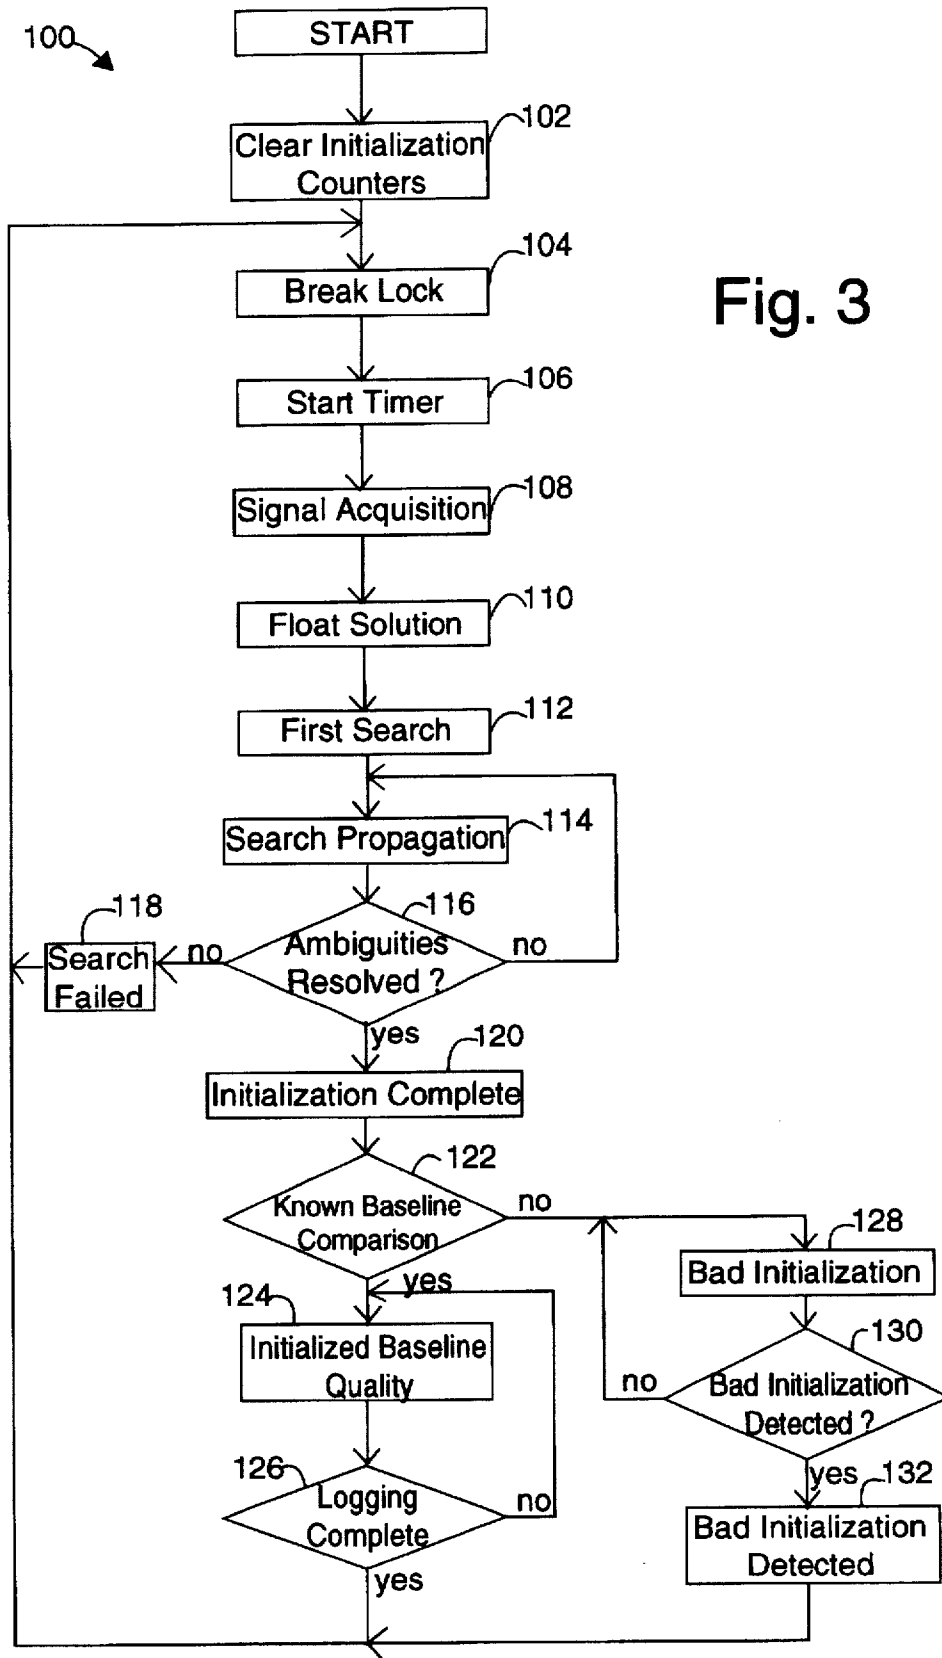 START
100
102
Clear Initialization
Counters
104
Break Lock
Fig. 3
106
Start Timer
108
Signal Acquisition
110
Float Solution
112
First Search
114
Search Propagation
116
118
Ambiguities
Resolved ?
no
no
Search
Failed
yes
120
Initialization Complete
122
Known Baseline
Comparison
no
128
Bad Initialization
yes
124
Initialized Baseline
Quality
130
Bad Initialization
Detected ?
no
126
Logging
Complete
no
yes
132
Bad Initialization
Detected
yes